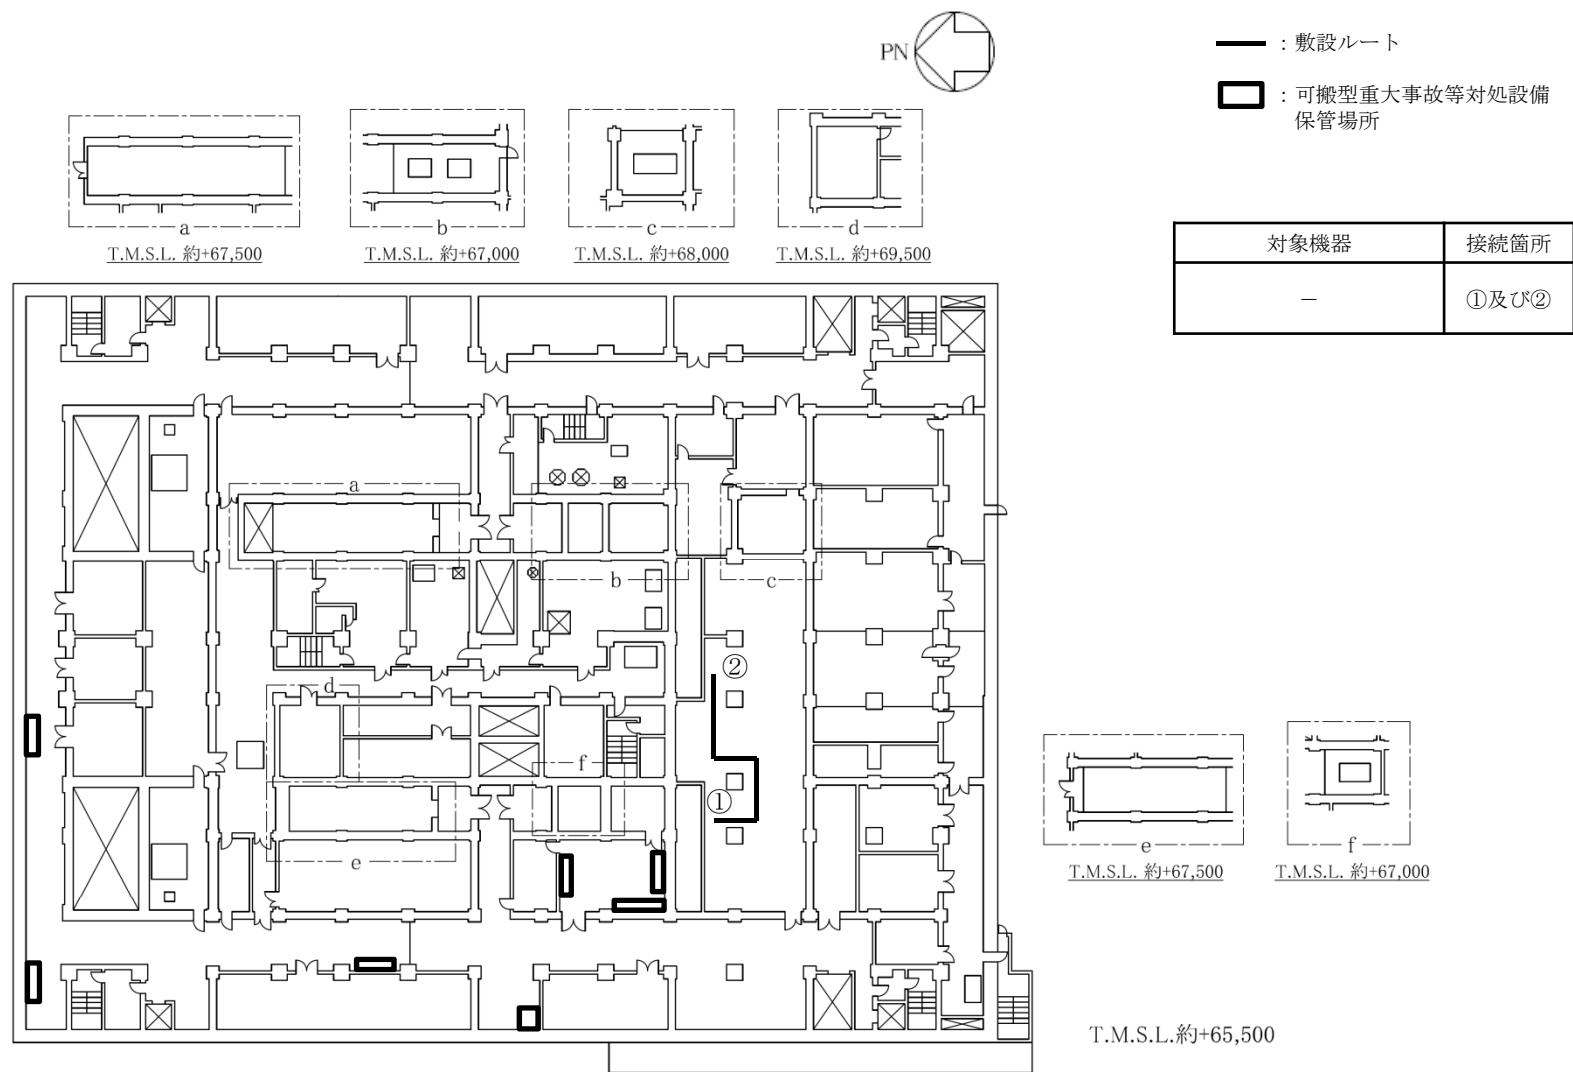 PN
：敷設ルート
：可搬型重大事故等対処設備
保管場所
a
b
c
d
T.M.S.L. 約+67,500
T.M.S.L. 約+67,000
T.M.S.L. 約+68,000
T.M.S.L. 約+69,500
対象機器 接続箇所
－ ①及び②
a
b
c
②
d
f
①
e
e
f
T.M.S.L. 約+67,500
T.M.S.L. 約+67,000
T.M.S.L.約+65,500